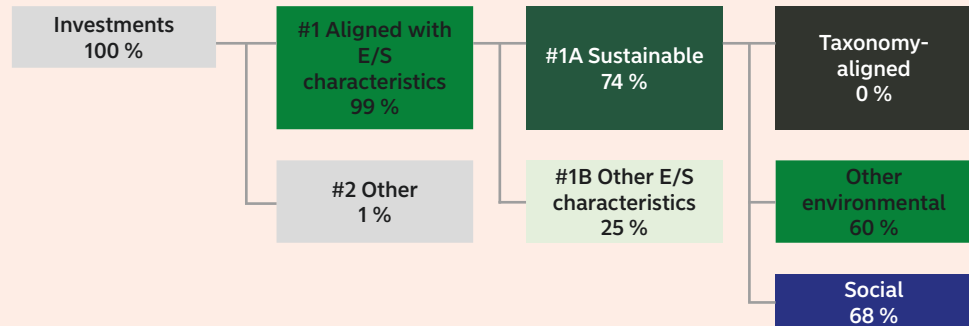 Investments
100 %
#1 Aligned with
E/S
characteristics
99 %
#1A Sustainable
74 %
Taxonomy-
aligned
0 %
#2 Other
1 %
#1B Other E/S
characteristics
25 %
Other
environmental
60 %
Social
68 %